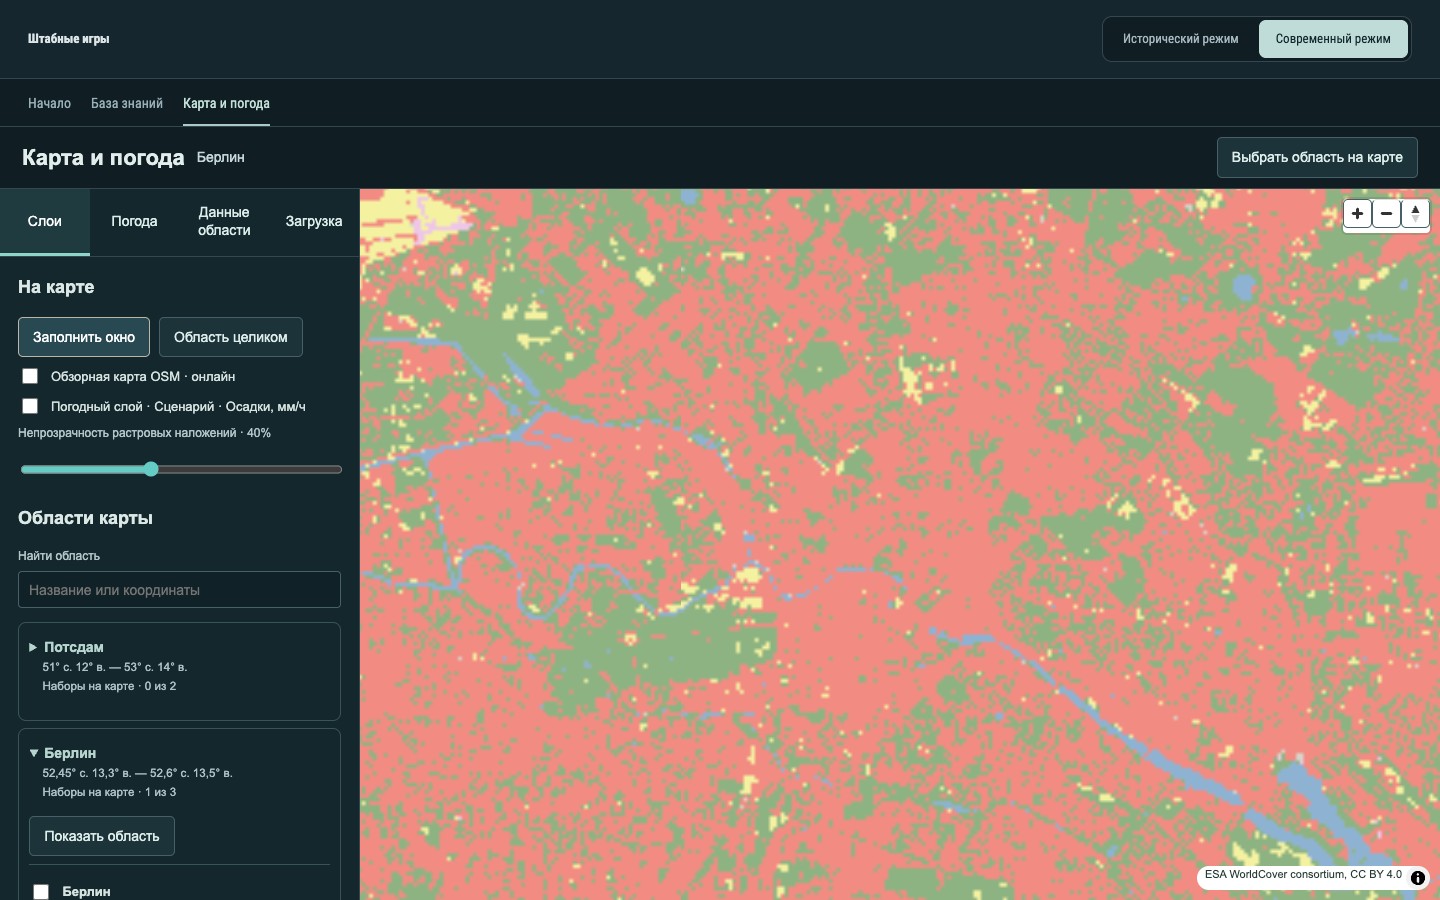 Штабные игры
Исторический режим
Современный режим
Начало
База знаний
Карта и погода
Карта и погода
Берлин
Выбрать область на карте
Слои
Погода
Данные
области
Загрузка
На карте
Заполнить окно
Область целиком
Обзорная карта OSM · онлайн
Погодный слой · Сценарий · Осадки, мм/ч
Непрозрачность растровых наложений · 40%
Области карты
Найти область
Название или координаты
Потсдам
51° с. 12° в. — 53° с. 14° в.
Наборы на карте · 0 из 2
Берлин
52,45° с. 13,3° в. — 52,6° с. 13,5° в.
Наборы на карте · 1 из 3
Показать область
Берлин
ESA WorldCover consortium, CC BY 4.0